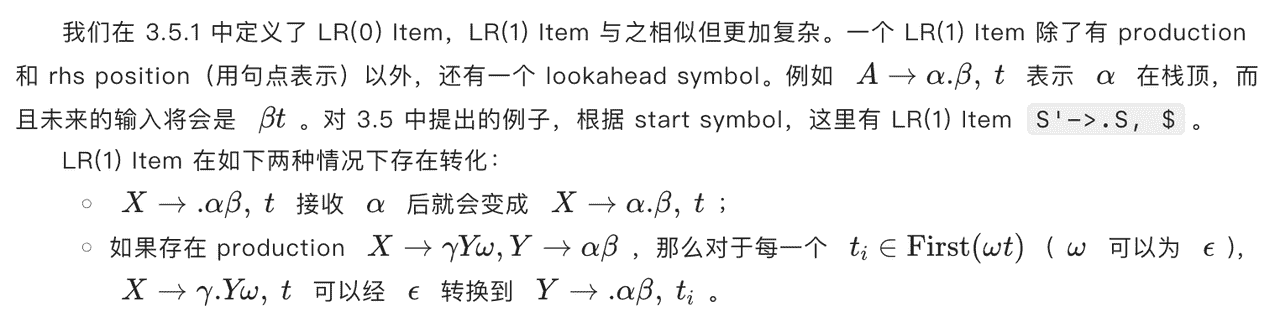 我们在 3.5.1 中定义了 LR(0) Item，LR(1) Item 与之相似但更加复杂。一个 LR(1) Item 除了有 production
和 rhs position（用句点表示）以外，还有一个 lookahead symbol。例如 A → α.β, t 表示 α 在栈顶，而
且未来的输入将会是 βt 。对 3.5 中提出的例子，根据 start symbol，这里有 LR(1) Item S'->.S, $ 。
LR(1) Item 在如下两种情况下存在转化：
○ X → .αβ, t 接收 α 后就会变成 X → α.β, t ；
○ 如果存在 production X → γYω, Y → αβ ，那么对于每一个 tᵢ ∈ First(ωt) （ ω 可以为 ϵ ），
X → γ.Yω, t 可以经 ϵ 转换到 Y → .αβ, tᵢ 。